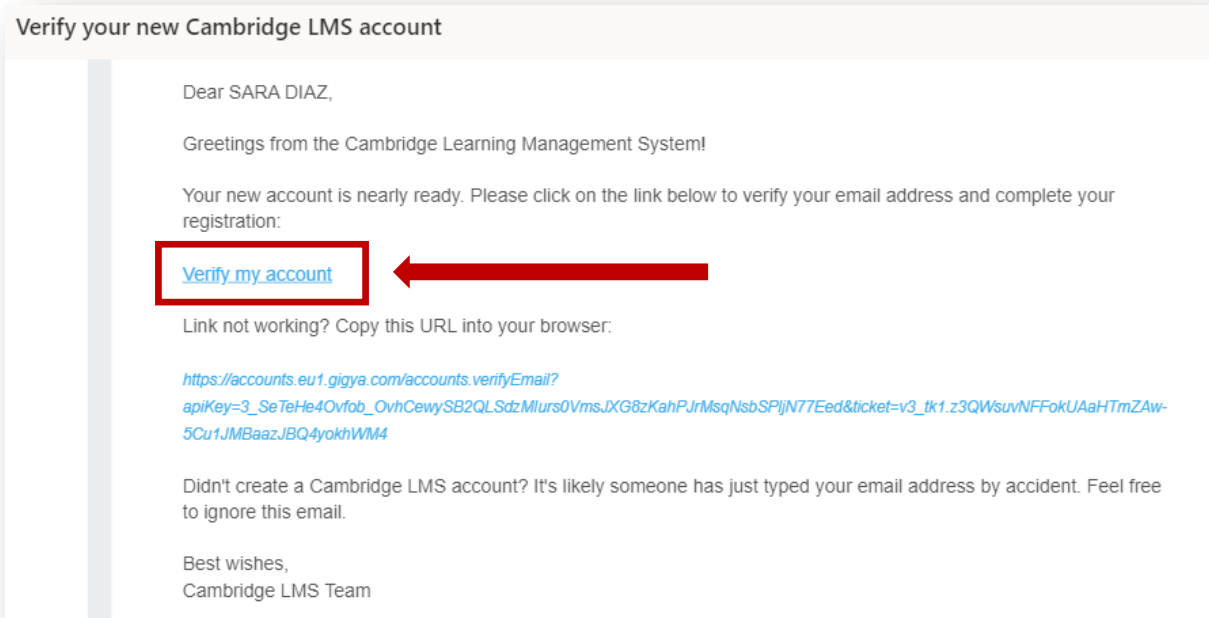 Verify your new Cambridge LMS account
Dear SARA DIAZ,
Greetings from the Cambridge Learning Management System!
Your new account is nearly ready. Please click on the link below to verify your email address and complete your
registration:
Verify my account
Link not working? Copy this URL into your browser:
https://accounts.eu1.gigya.com/accounts.verifyEmail?
apiKey=3_SeTeHe4Ovfob_OvhCewySB2QLSdzMIurs0VmsJXG8zKahPJrMsqNsbSPljN77Eed&ticket=v3_tk1.z3QWsuvNFFokUAaHTmZAw-
5Cu1JMBaazJBQ4yokhWM4
Didn't create a Cambridge LMS account? It's likely someone has just typed your email address by accident. Feel free
to ignore this email.
Best wishes,
Cambridge LMS Team